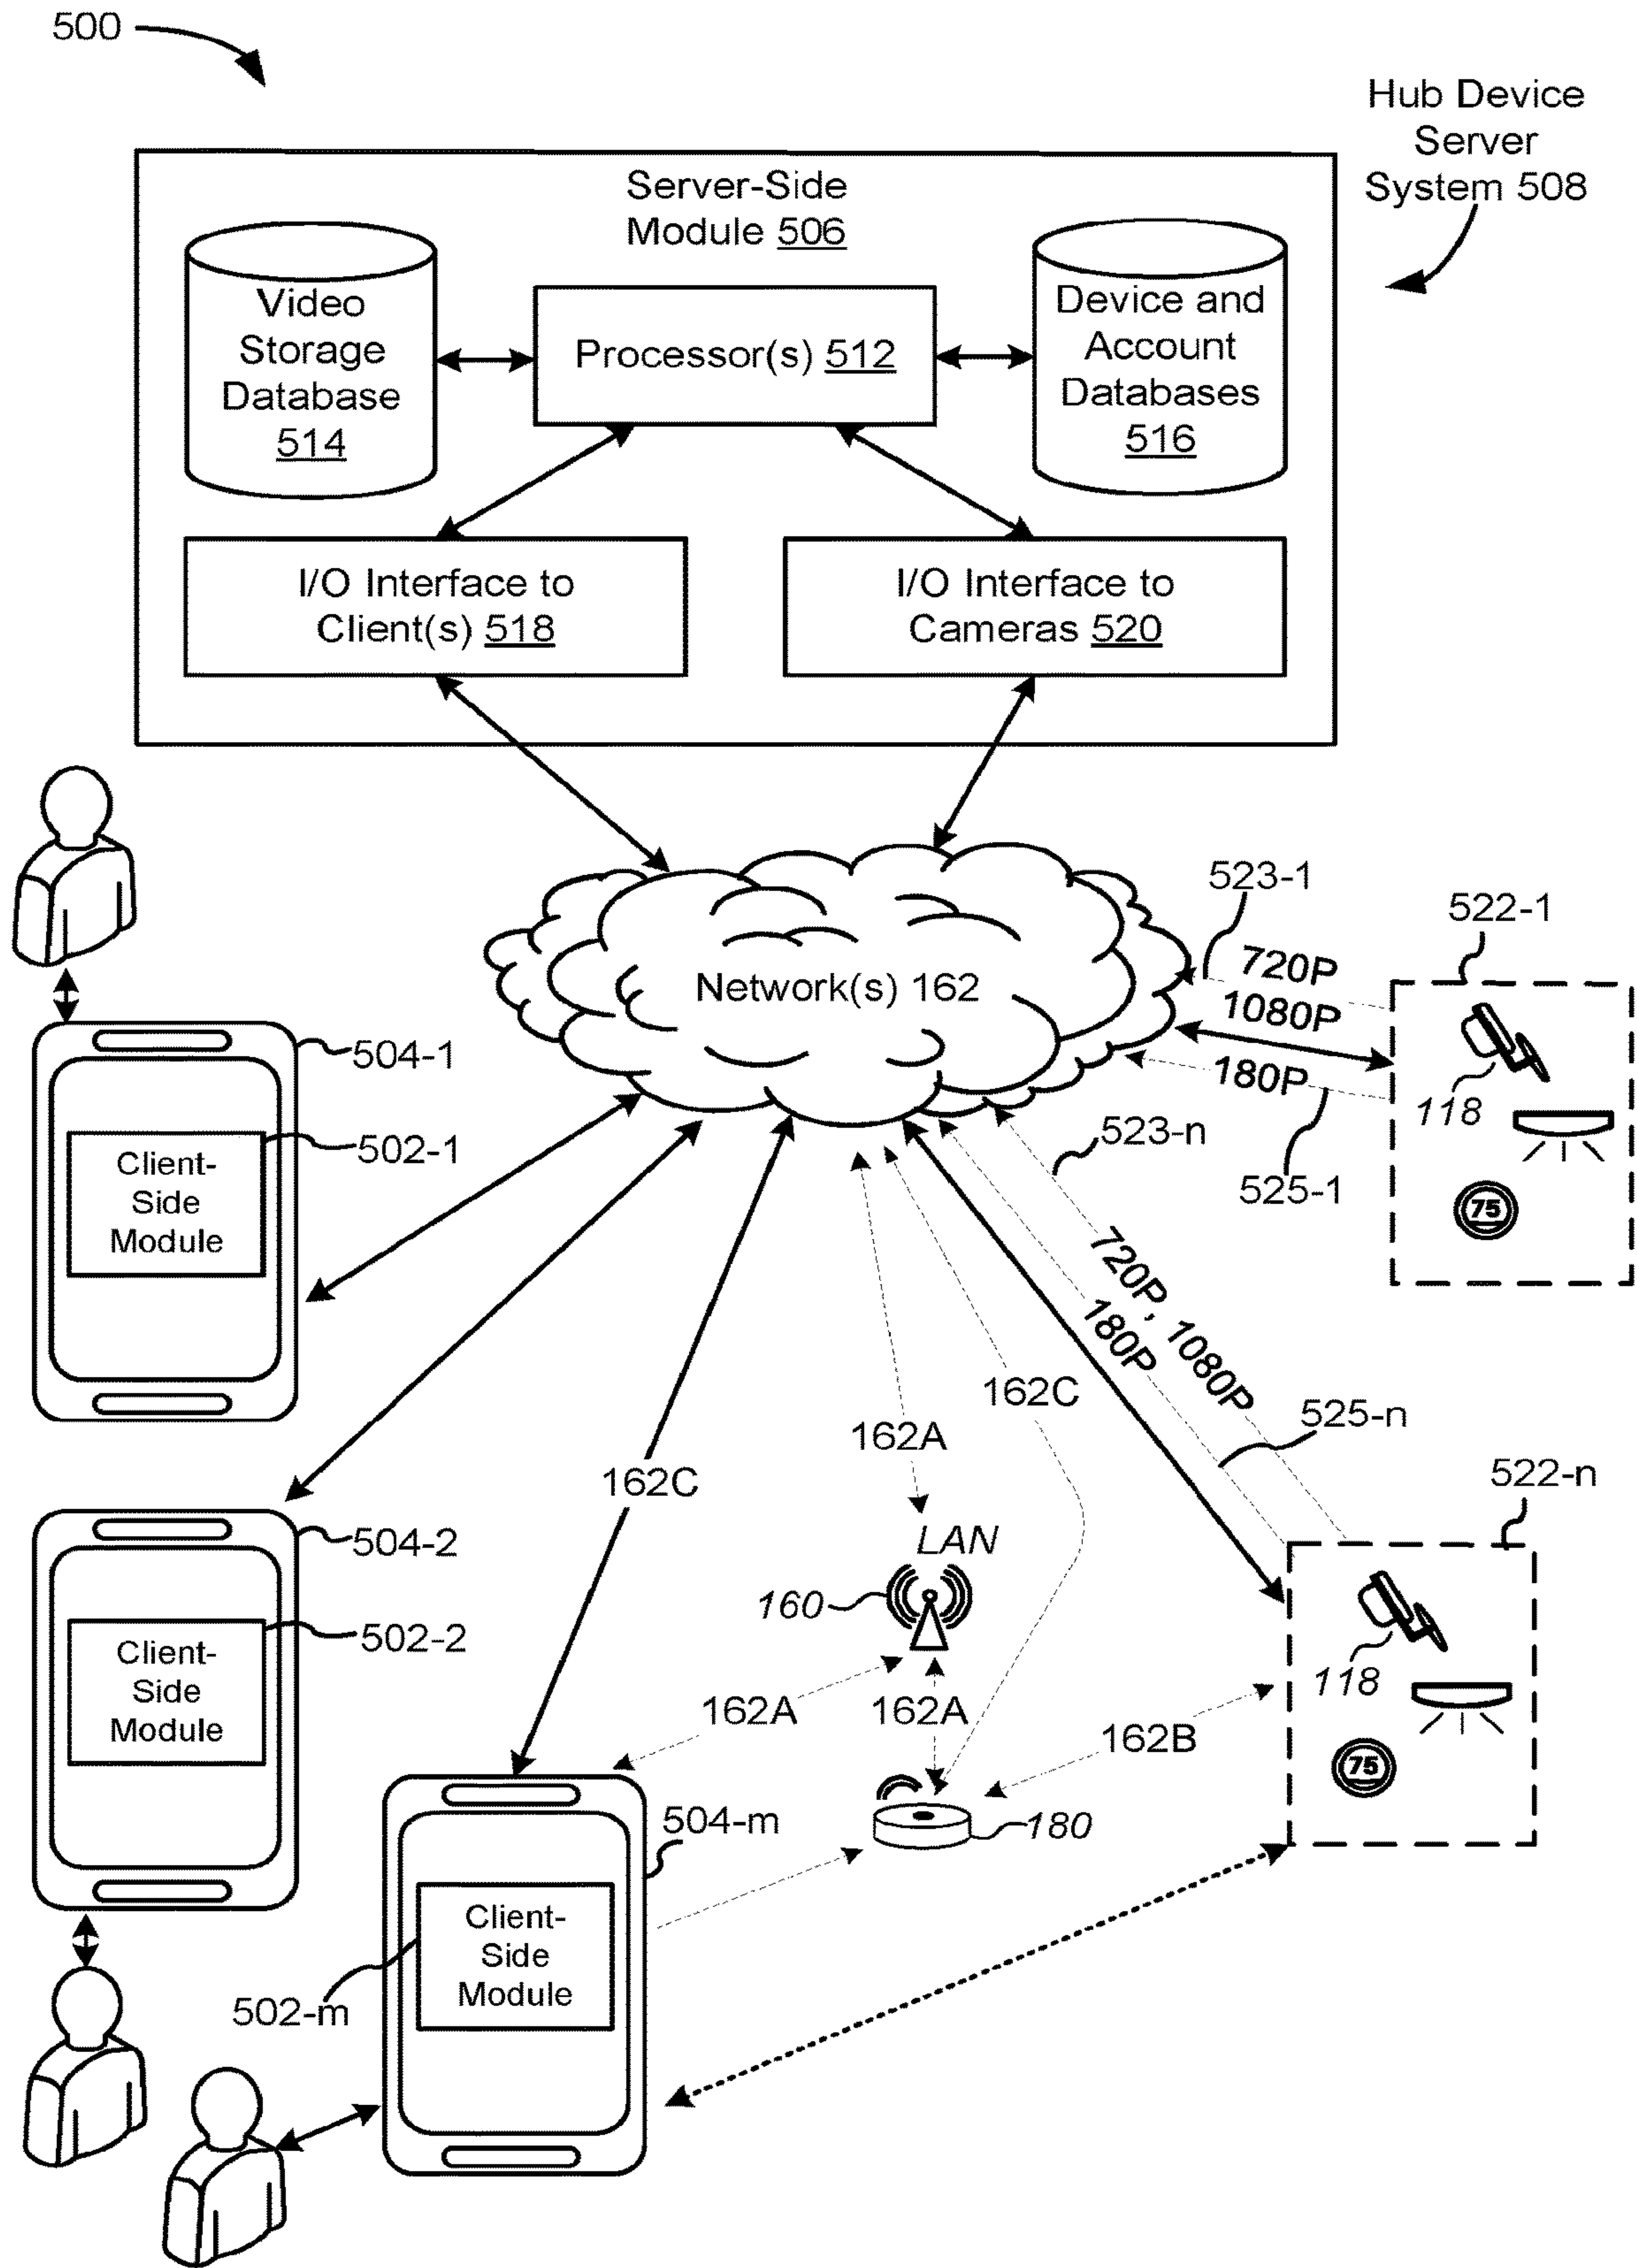 500
Hub Device
Server
System 508
Server-Side
Module 506
Video
Storage
Database
514
Processor(s) 512
Device and
Account
Databases
516
I/O Interface to
Client(s) 518
I/O Interface to
Cameras 520
Network(s) 162
523-1
522-1
720P
1080P
180P
118
525-1
75
523-n
504-1
502-1
Client-
Side
Module
720P, 1080P
180P
162C
162A
162C
525-n
522-n
504-2
502-2
Client-
Side
Module
LAN
160
162A
162A
162B
118
75
180
504-m
Client-
Side
Module
502-m